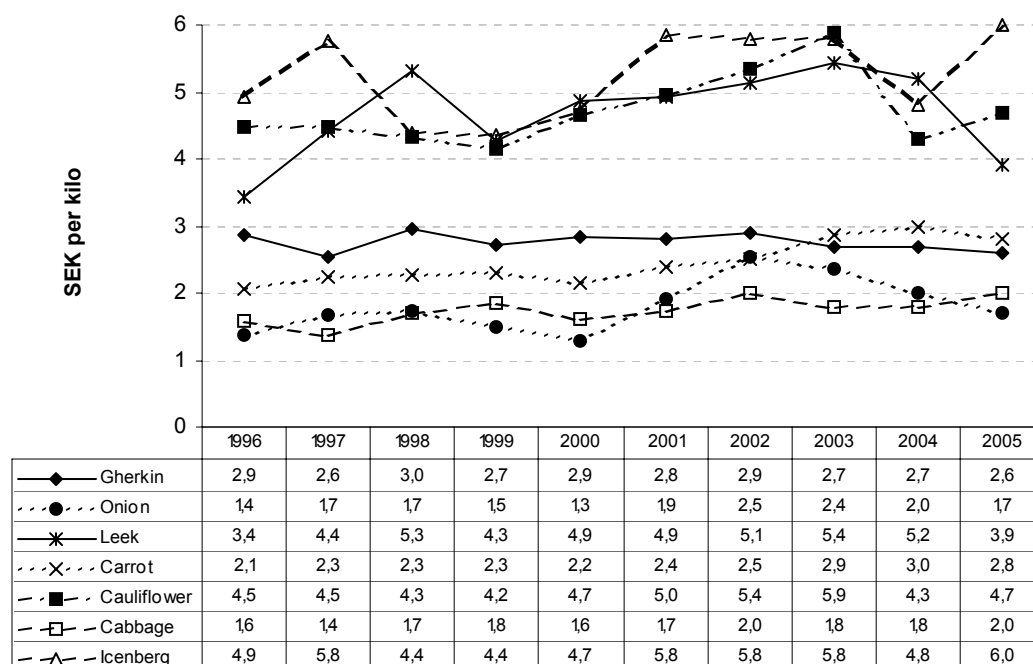 6
5
4
3
2
1
0
SEK per kilo
1996 1997 1998 1999 2000 2001 2002 2003 2004 2005
Gherkin 2,9 2,6 3,0 2,7 2,9 2,8 2,9 2,7 2,7 2,6
Onion 1,4 1,7 1,7 1,5 1,3 1,9 2,5 2,4 2,0 1,7
Leek 3,4 4,4 5,3 4,3 4,9 4,9 5,1 5,4 5,2 3,9
Carrot 2,1 2,3 2,3 2,3 2,2 2,4 2,5 2,9 3,0 2,8
Cauliflower 4,5 4,5 4,3 4,2 4,7 5,0 5,4 5,9 4,3 4,7
Cabbage 1,6 1,4 1,7 1,8 1,6 1,7 2,0 1,8 1,8 2,0
Icenberg 4,9 5,8 4,4 4,4 4,7 5,8 5,8 5,8 4,8 6,0